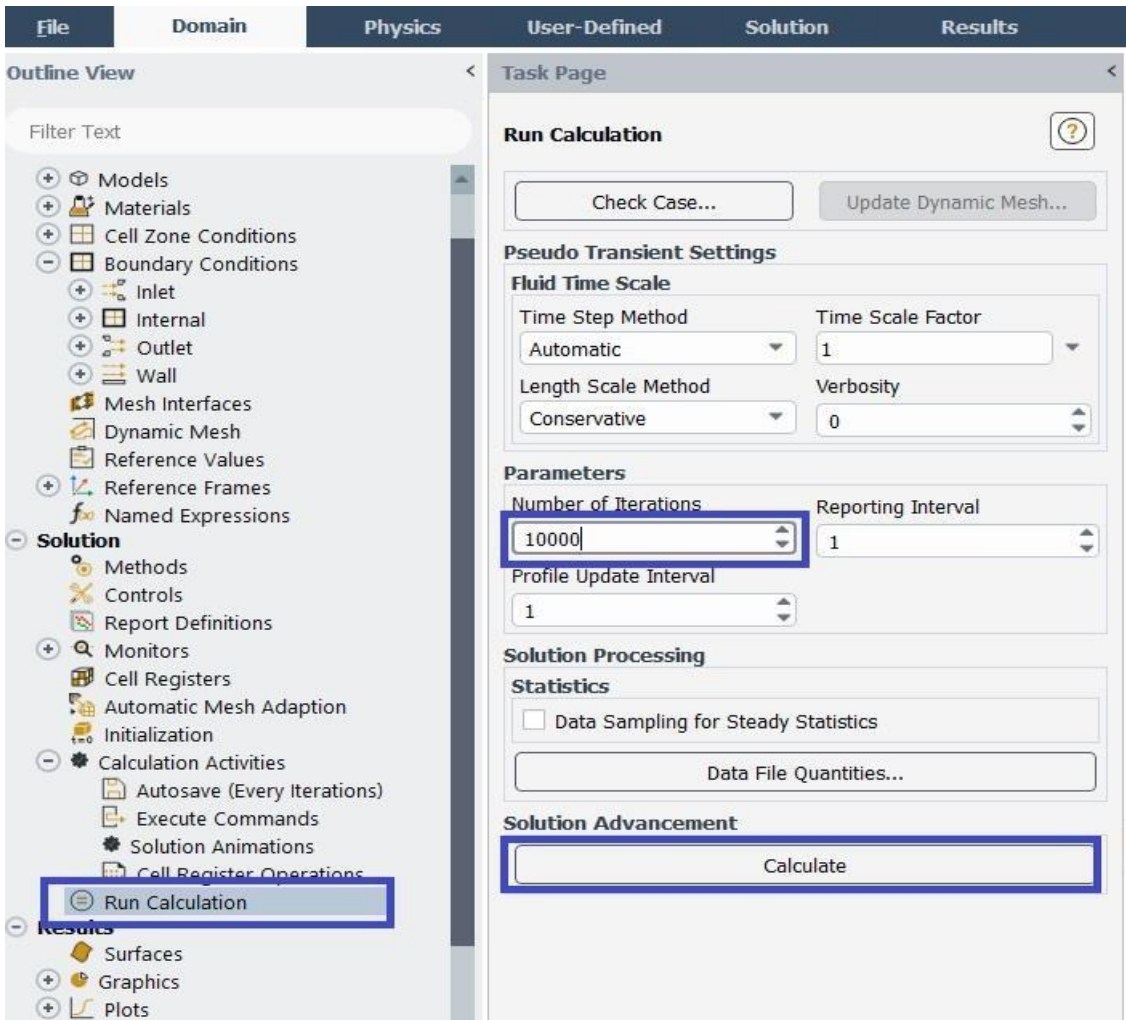 File Domain Physics User-Defined Solution Results
Outline View <
Filter Text
Models
Materials
Cell Zone Conditions
Boundary Conditions
Inlet
Internal
Outlet
Wall
Mesh Interfaces
Dynamic Mesh
Reference Values
Reference Frames
Named Expressions
Solution
Methods
Controls
Report Definitions
Monitors
Cell Registers
Automatic Mesh Adaption
Initialization
Calculation Activities
Autosave (Every Iterations)
Execute Commands
Solution Animations
Cell Register Operations
Run Calculation
Results
Surfaces
Graphics
Plots
Task Page <
Run Calculation ?
Check Case... Update Dynamic Mesh...
Pseudo Transient Settings
Fluid Time Scale
Time Step Method Time Scale Factor
Automatic 1
Length Scale Method Verbosity
Conservative 0
Parameters
Number of Iterations Reporting Interval
10000 1
Profile Update Interval
1
Solution Processing
Statistics
Data Sampling for Steady Statistics
Data File Quantities...
Solution Advancement
Calculate